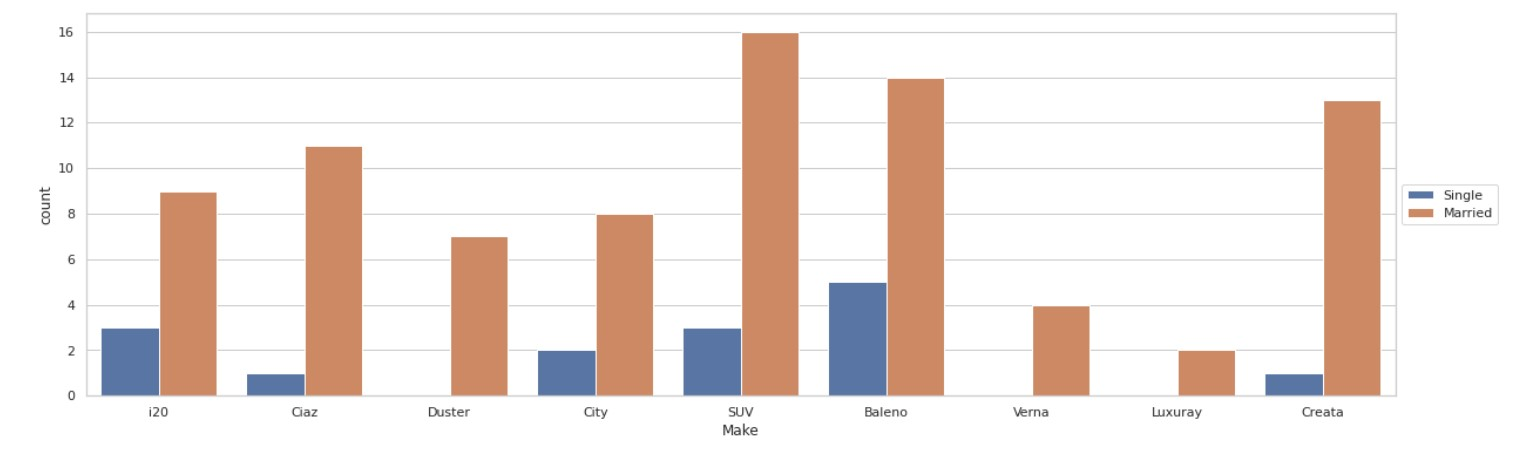 16
14
12
10
8
6
4
2
0
count
i20 Ciaz Duster City SUV Baleno Verna Luxuray Creata
Make
Single
Married